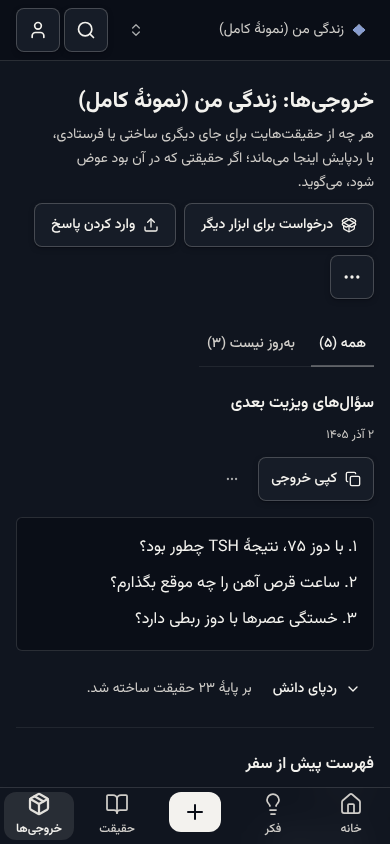 زندگی من (نمونهٔ کامل)
خروجی‌ها: زندگی من (نمونهٔ کامل)
هر چه از حقیقت‌هایت برای جای دیگری ساختی یا فرستادی،
با ردپایش اینجا می‌ماند؛ اگر حقیقتی که در آن بود عوض
شود، می‌گوید.
درخواست برای ابزار دیگر
وارد کردن پاسخ
همه (۵)
به‌روز نیست (۳)
سؤال‌های ویزیت بعدی
۲ آذر ۱۴۰۵
کپی خروجی
۱. با دوز ۷۵، نتیجهٔ TSH چطور بود؟
۲. ساعت قرص آهن را چه موقع بگذارم؟
۳. خستگی عصرها با دوز ربطی دارد؟
ردپای دانش
بر پایهٔ ۲۳ حقیقت ساخته شد.
فهرست پیش از سفر
خانه
فکر
حقیقت
خروجی‌ها